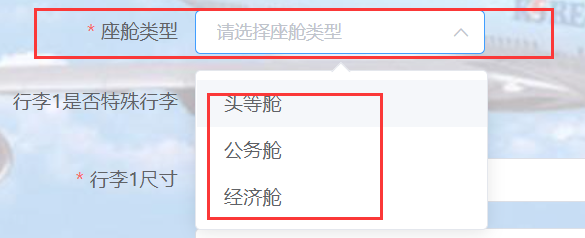 * 座舱类型
请选择座舱类型
行李1是否特殊行李
头等舱
公务舱
* 行李1尺寸
经济舱